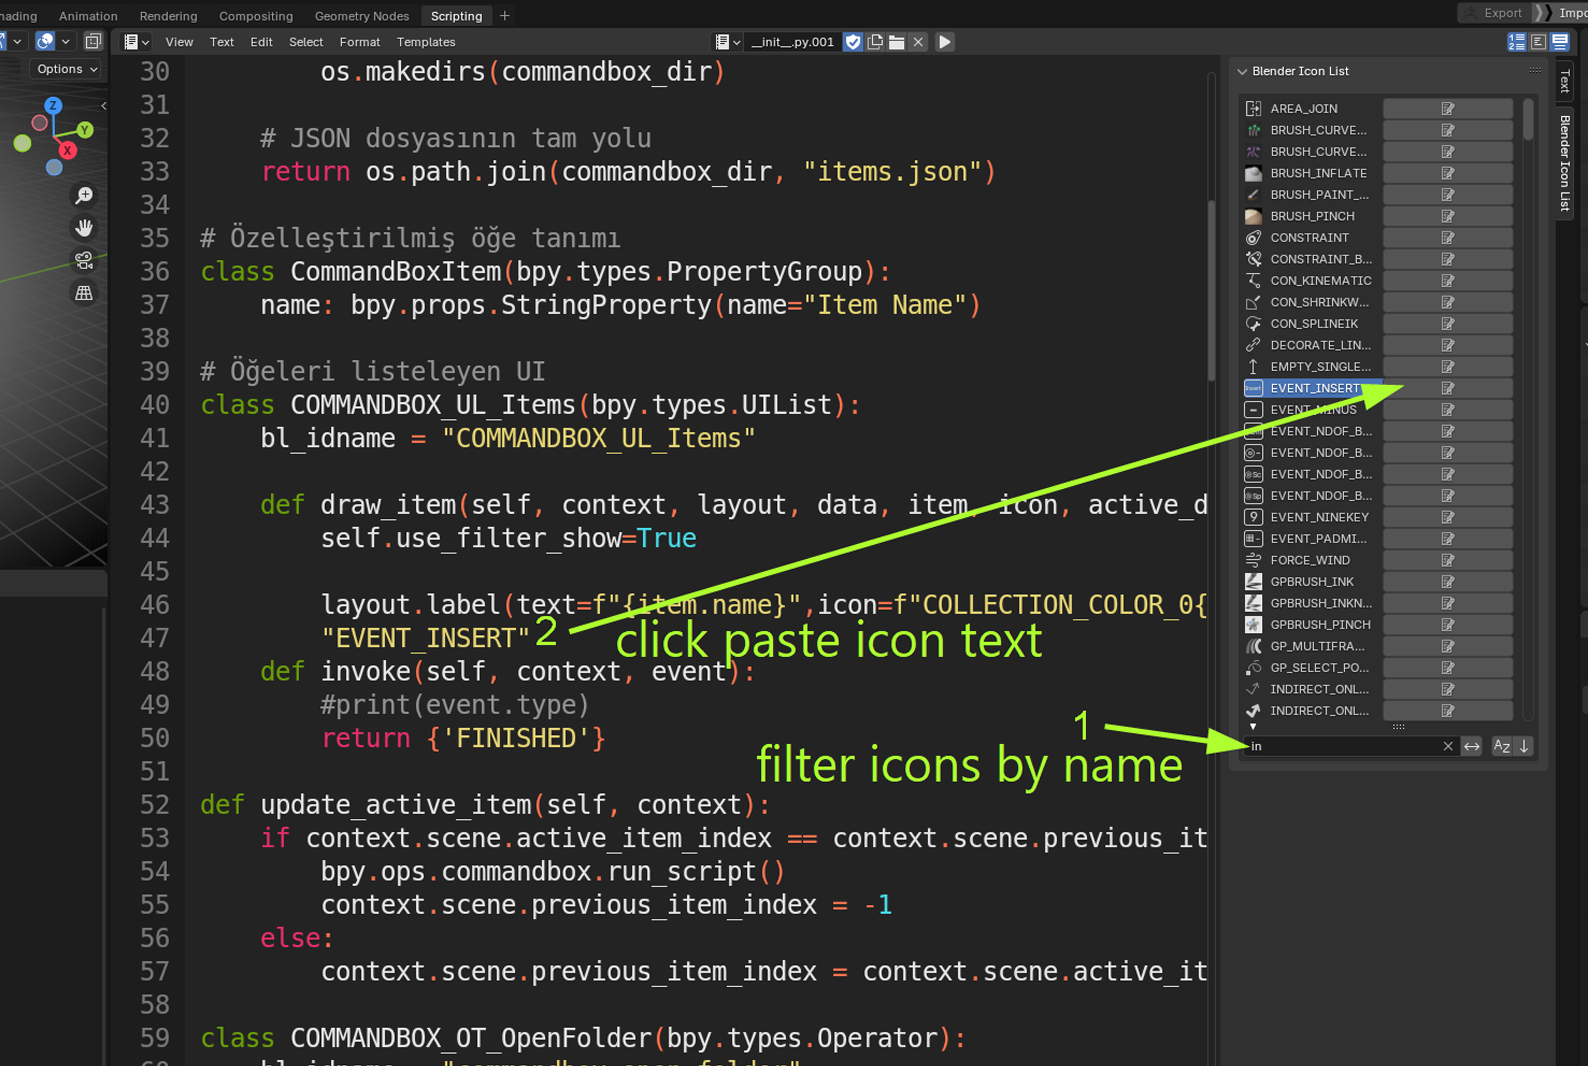 hading Animation Rendering Compositing Geometry Nodes Scripting + Export Impo
View Text Edit Select Format Templates __init__.py.001
Options
Z
Y
X
30 os.makedirs(commandbox_dir)
31
32 # JSON dosyasının tam yolu
33 return os.path.join(commandbox_dir, "items.json")
34
35 # Özelleştirilmiş öğe tanımı
36 class CommandBoxItem(bpy.types.PropertyGroup):
37 name: bpy.props.StringProperty(name="Item Name")
38
39 # Öğeleri listeleyen UI
40 class COMMANDBOX_UL_Items(bpy.types.UIList):
41 bl_idname = "COMMANDBOX_UL_Items"
42
43 def draw_item(self, context, layout, data, item, icon, active_d
44 self.use_filter_show=True
45
46 layout.label(text=f"{item.name}",icon=f"COLLECTION_COLOR_0{
47 "EVENT_INSERT"
48 def invoke(self, context, event):
49 #print(event.type)
50 return {'FINISHED'}
51
52 def update_active_item(self, context):
53 if context.scene.active_item_index == context.scene.previous_it
54 bpy.ops.commandbox.run_script()
55 context.scene.previous_item_index = -1
56 else:
57 context.scene.previous_item_index = context.scene.active_it
58
59 class COMMANDBOX_OT_OpenFolder(bpy.types.Operator):
2 click paste icon text
1
filter icons by name
Blender Icon List
AREA_JOIN
BRUSH_CURVE...
BRUSH_CURVE...
BRUSH_INFLATE
BRUSH_PAINT_...
BRUSH_PINCH
CONSTRAINT
CONSTRAINT_B...
CON_KINEMATIC
CON_SHRINKW...
CON_SPLINEIK
DECORATE_LIN...
EMPTY_SINGLE...
EVENT_INSERT
EVENT_MINUS
EVENT_NDOF_B...
EVENT_NDOF_B...
EVENT_NDOF_B...
EVENT_NDOF_B...
EVENT_NINEKEY
EVENT_PADMI...
FORCE_WIND
GPBRUSH_INK
GPBRUSH_INKN...
GPBRUSH_PINCH
GP_MULTIFRA...
GP_SELECT_PO...
INDIRECT_ONL...
INDIRECT_ONL...
in
Text
Blender Icon List